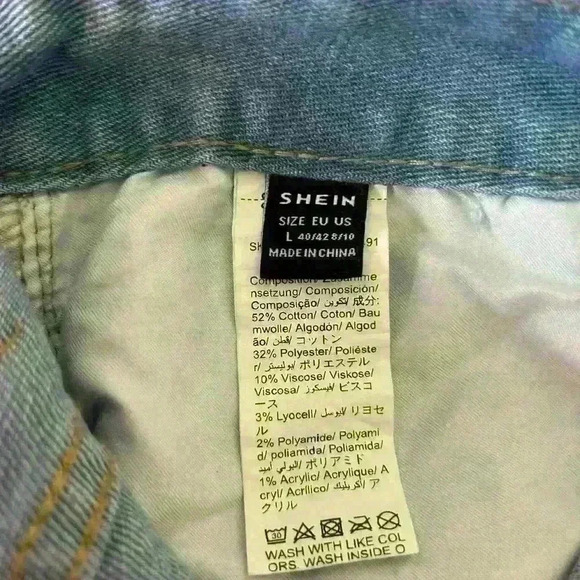 SHEIN
SIZE EU US
L 40/42 8/10
MADE IN CHINA
SK
91
Composition/ Zusamme
nsetzung/ Composición/
Composição/ تكوين/ 成分:
52% Cotton/ Coton/ Bau
mwolle/ Algodón/ Algod
ão/ قطن/ コットン
32% Polyester/ Poliéste
r/ بوليستر/ ポリエステル
10% Viscose/ Viskose/
Viscosa/ فيسكوز/ ビスコ
ース
3% Lyocell/ ليوسل/ リヨセ
ル
2% Polyamide/ Polyami
d/ poliamida/ Poliamida/
البولي أميد/ ポリアミド
1% Acrylic/ Acrylique/ A
cryl/ Acrílico/ أكريليك/ ア
クリル
30
WASH WITH LIKE COL
ORS. WASH INSIDE O